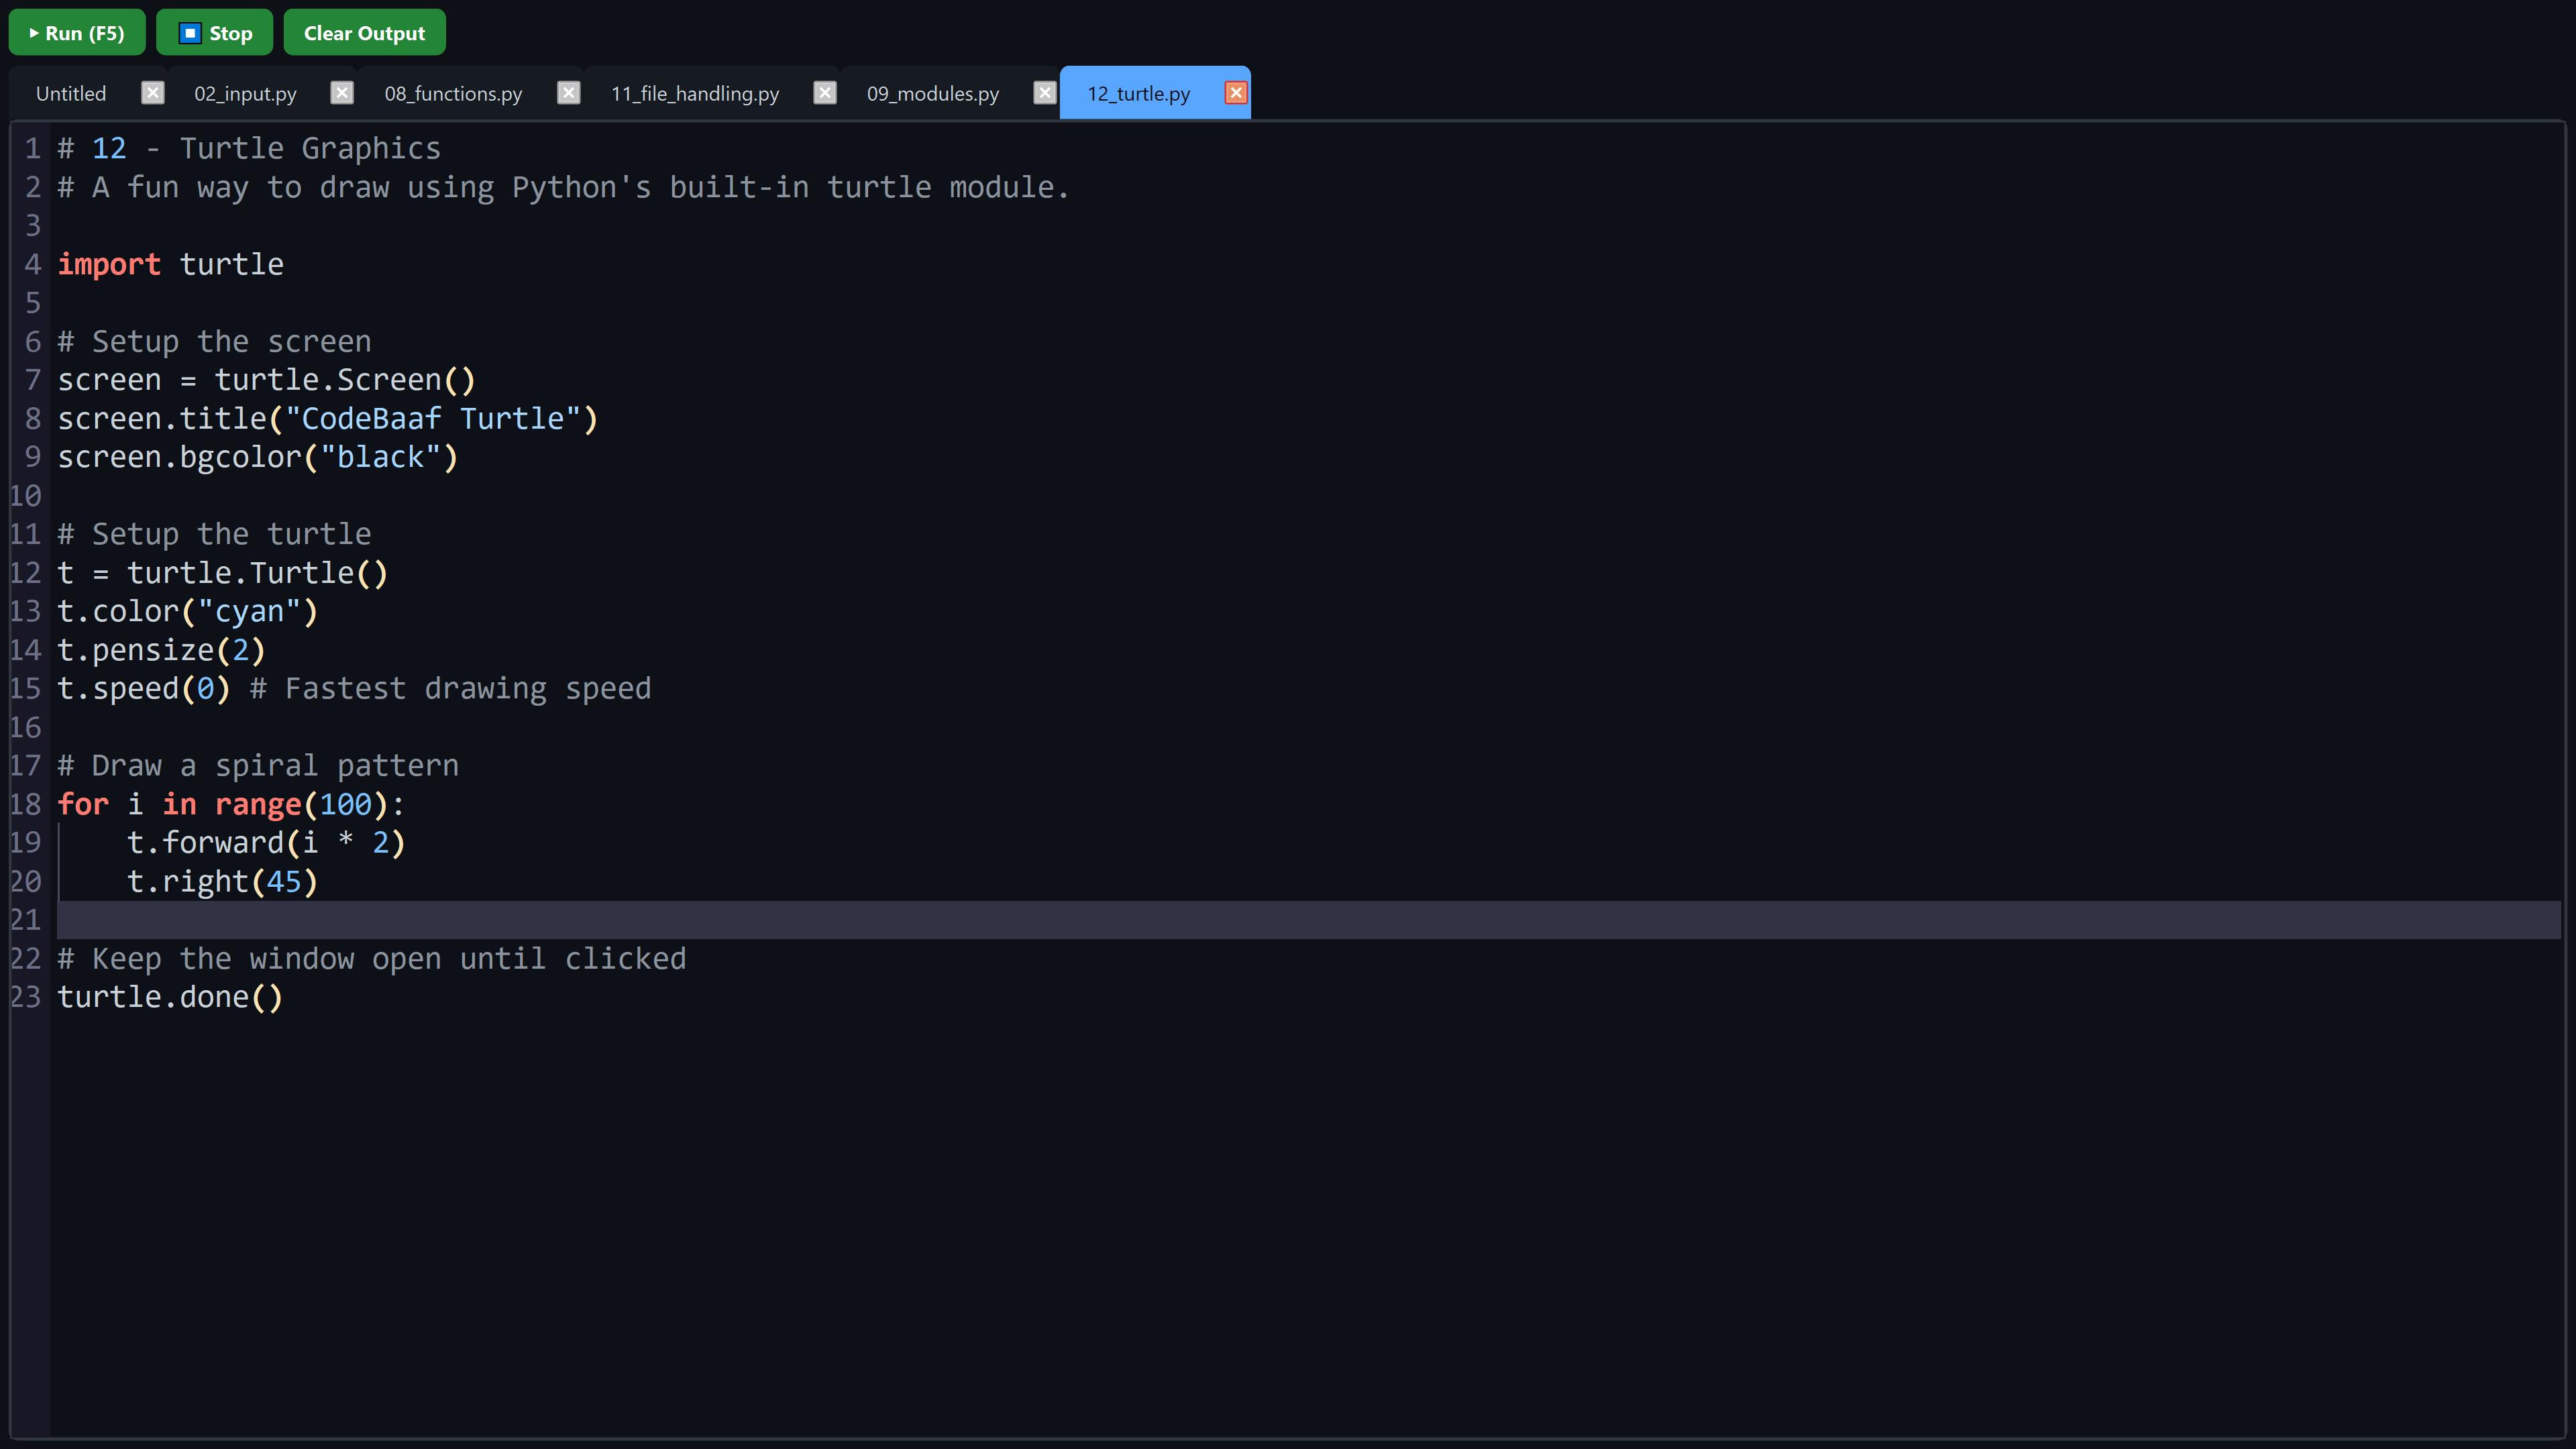 Run (F5) Stop Clear Output
Untitled 02_input.py 08_functions.py 11_file_handling.py 09_modules.py 12_turtle.py
1 # 12 - Turtle Graphics
2 # A fun way to draw using Python's built-in turtle module.
3
4 import turtle
5
6 # Setup the screen
7 screen = turtle.Screen()
8 screen.title("CodeBaaf Turtle")
9 screen.bgcolor("black")
10
11 # Setup the turtle
12 t = turtle.Turtle()
13 t.color("cyan")
14 t.pensize(2)
15 t.speed(0) # Fastest drawing speed
16
17 # Draw a spiral pattern
18 for i in range(100):
19     t.forward(i * 2)
20     t.right(45)
21
22 # Keep the window open until clicked
23 turtle.done()